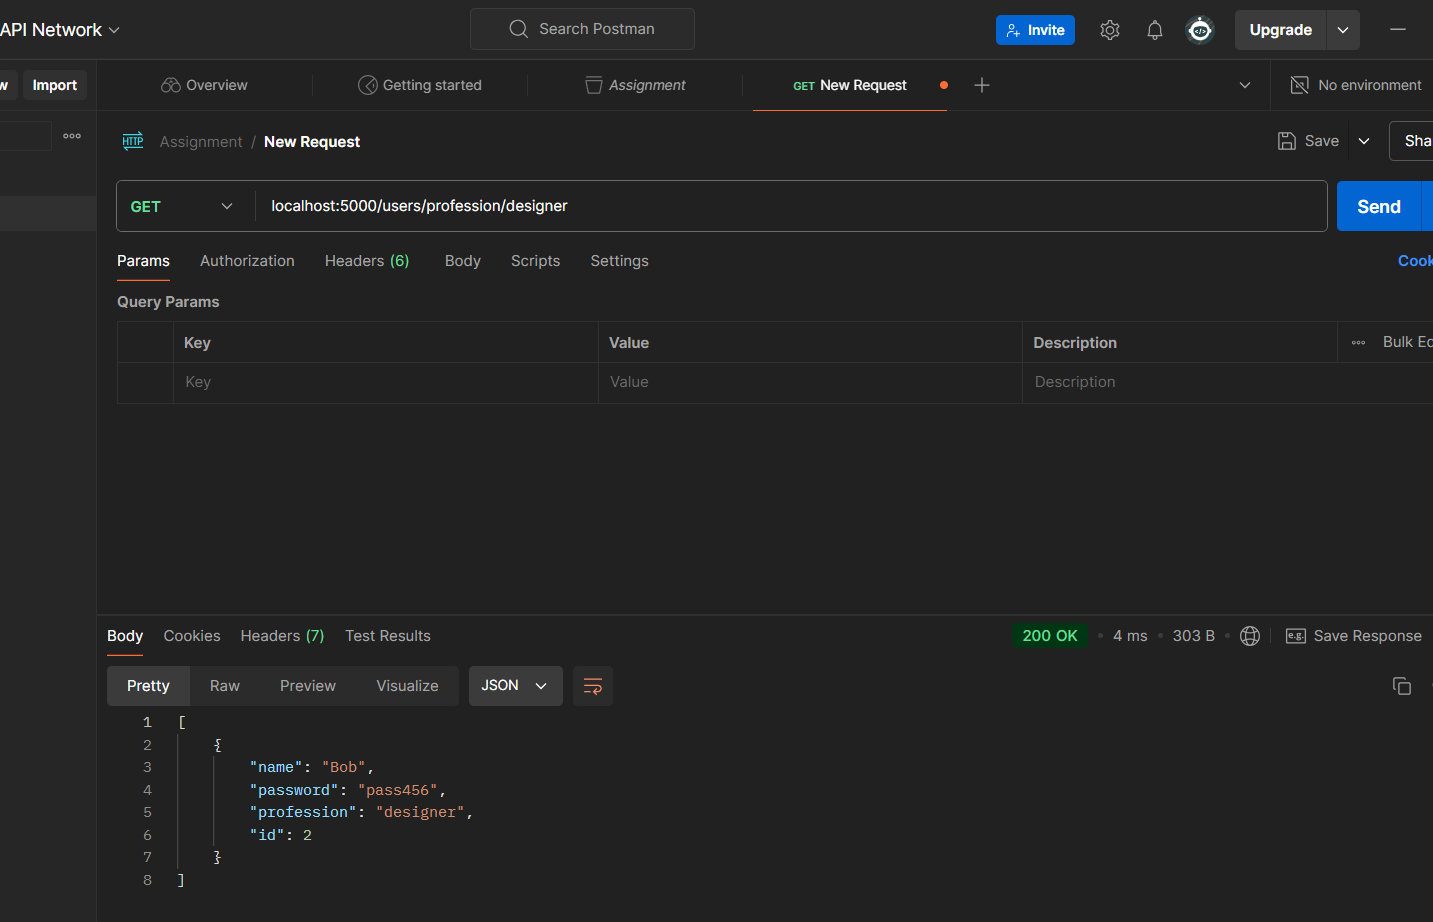 API Network
Search Postman
Invite
Upgrade
Import
Overview
Getting started
Assignment
GET New Request
No environment
HTTP
Assignment / New Request
Save
GET
localhost:5000/users/profession/designer
Send
Params
Authorization
Headers (6)
Body
Scripts
Settings
Query Params
Key
Value
Description
Key
Value
Description
Body
Cookies
Headers (7)
Test Results
200 OK
4 ms
303 B
e.g.
Save Response
Pretty
Raw
Preview
Visualize
JSON
1 [
2 {
3 "name": "Bob",
4 "password": "pass456",
5 "profession": "designer",
6 "id": 2
7 }
8 ]